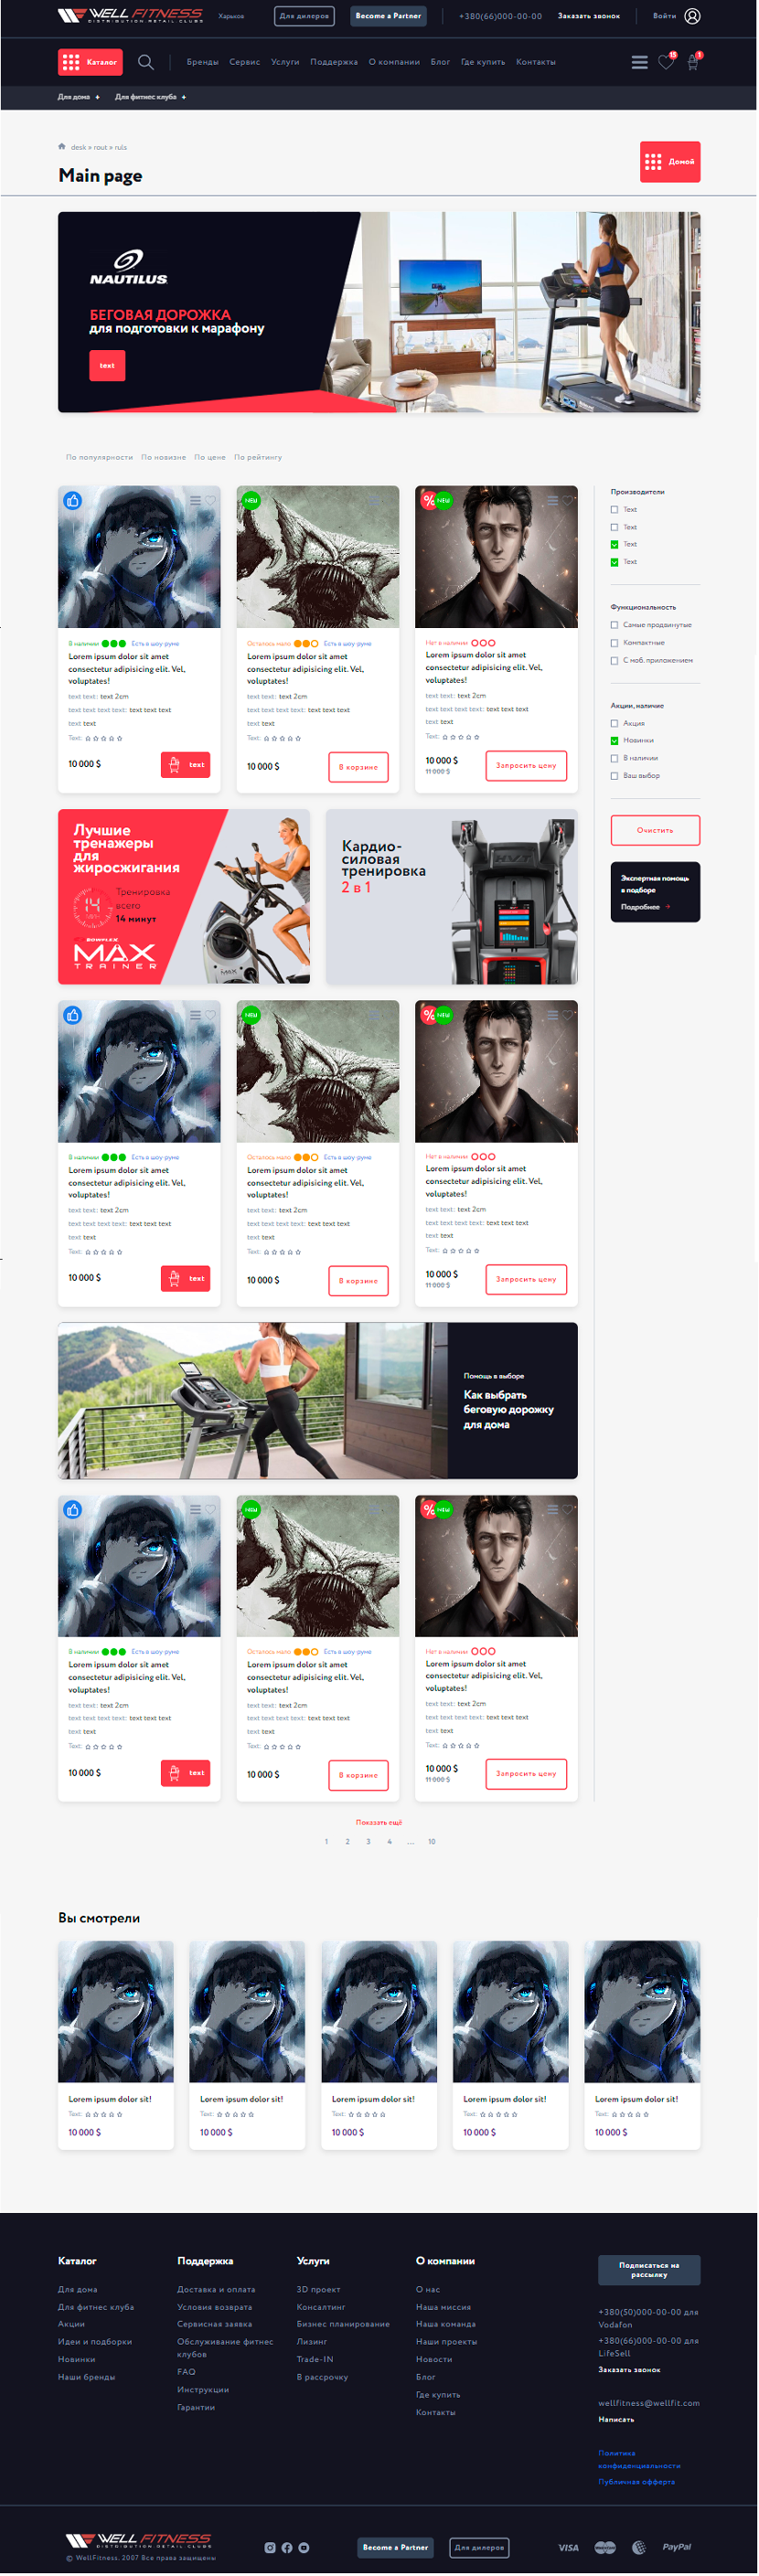 WELL FITNESS
DISTRIBUTION RETAIL CLUBS
Харьков
Для дилеров
Become a Partner
+380(66)000-00-00
Заказать звонок
Войти
Каталог
Бренды Сервис Услуги Поддержка О компании Блог Где купить Контакты
Для дома +
Для фитнес клуба +
desk » rout » ruls
Main page
Домой
NAUTILUS
БЕГОВАЯ ДОРОЖКА
для подготовки к марафону
text
По популярности По новизне По цене По рейтингу
NEW
% NEW
В наличии Есть в шоу-руме
Lorem ipsum dolor sit amet
consectetur adipisicing elit. Vel,
voluptates!
text text: text 2cm
text text text text: text text text
text text
Text:
10 000 $
text
Осталось мало Есть в шоу-руме
Lorem ipsum dolor sit amet
consectetur adipisicing elit. Vel,
voluptates!
text text: text 2cm
text text text text: text text text
text text
Text:
10 000 $
В корзине
Нет в наличии
Lorem ipsum dolor sit amet
consectetur adipisicing elit. Vel,
voluptates!
text text: text 2cm
text text text text: text text text
text text
Text:
10 000 $
11 000 $
Запросить цену
Производители
Text
Text
Text
Text
Функциональность
Самые продвинутые
Компактные
С моб. приложением
Акции, наличие
Акция
Новинки
В наличии
Ваш выбор
Очистить
Экспертная помощь
в подборе
Подробнее →
Лучшие
тренажеры
для
жиросжигания
14
Тренировка
всего
14 минут
BOWFLEX
MAX
TRAINER
Кардио-
силовая
тренировка
2 в 1
NEW
% NEW
В наличии Есть в шоу-руме
Lorem ipsum dolor sit amet
consectetur adipisicing elit. Vel,
voluptates!
text text: text 2cm
text text text text: text text text
text text
Text:
10 000 $
text
Осталось мало Есть в шоу-руме
Lorem ipsum dolor sit amet
consectetur adipisicing elit. Vel,
voluptates!
text text: text 2cm
text text text text: text text text
text text
Text:
10 000 $
В корзине
Нет в наличии
Lorem ipsum dolor sit amet
consectetur adipisicing elit. Vel,
voluptates!
text text: text 2cm
text text text text: text text text
text text
Text:
10 000 $
11 000 $
Запросить цену
Помощь в выборе
Как выбрать
беговую дорожку
для дома
NEW
% NEW
В наличии Есть в шоу-руме
Lorem ipsum dolor sit amet
consectetur adipisicing elit. Vel,
voluptates!
text text: text 2cm
text text text text: text text text
text text
Text:
10 000 $
text
Осталось мало Есть в шоу-руме
Lorem ipsum dolor sit amet
consectetur adipisicing elit. Vel,
voluptates!
text text: text 2cm
text text text text: text text text
text text
Text:
10 000 $
В корзине
Нет в наличии
Lorem ipsum dolor sit amet
consectetur adipisicing elit. Vel,
voluptates!
text text: text 2cm
text text text text: text text text
text text
Text:
10 000 $
11 000 $
Запросить цену
Показать ещё
1 2 3 4 ... 10
Вы смотрели
Lorem ipsum dolor sit!
Text:
10 000 $
Lorem ipsum dolor sit!
Text:
10 000 $
Lorem ipsum dolor sit!
Text:
10 000 $
Lorem ipsum dolor sit!
Text:
10 000 $
Lorem ipsum dolor sit!
Text:
10 000 $
Каталог
Для дома
Для фитнес клуба
Акции
Идеи и подборки
Новинки
Наши бренды
Поддержка
Доставка и оплата
Условия возврата
Сервисная заявка
Обслуживание фитнес
клубов
FAQ
Инструкции
Гарантии
Услуги
3D проект
Консалтинг
Бизнес планирование
Лизинг
Trade-IN
В рассрочку
О компании
О нас
Наша миссия
Наша команда
Наши проекты
Новости
Блог
Где купить
Контакты
Подписаться на
рассылку
+380(50)000-00-00 для
Vodafon
+380(66)000-00-00 для
LifeSell
Заказать звонок
wellfitness@wellfit.com
Написать
Политика
конфиденциальности
Публичная офферта
WELL FITNESS
DISTRIBUTION RETAIL CLUBS
© WellFitness. 2007 Все права защищены
Become a Partner
Для дилеров
VISA
PayPal